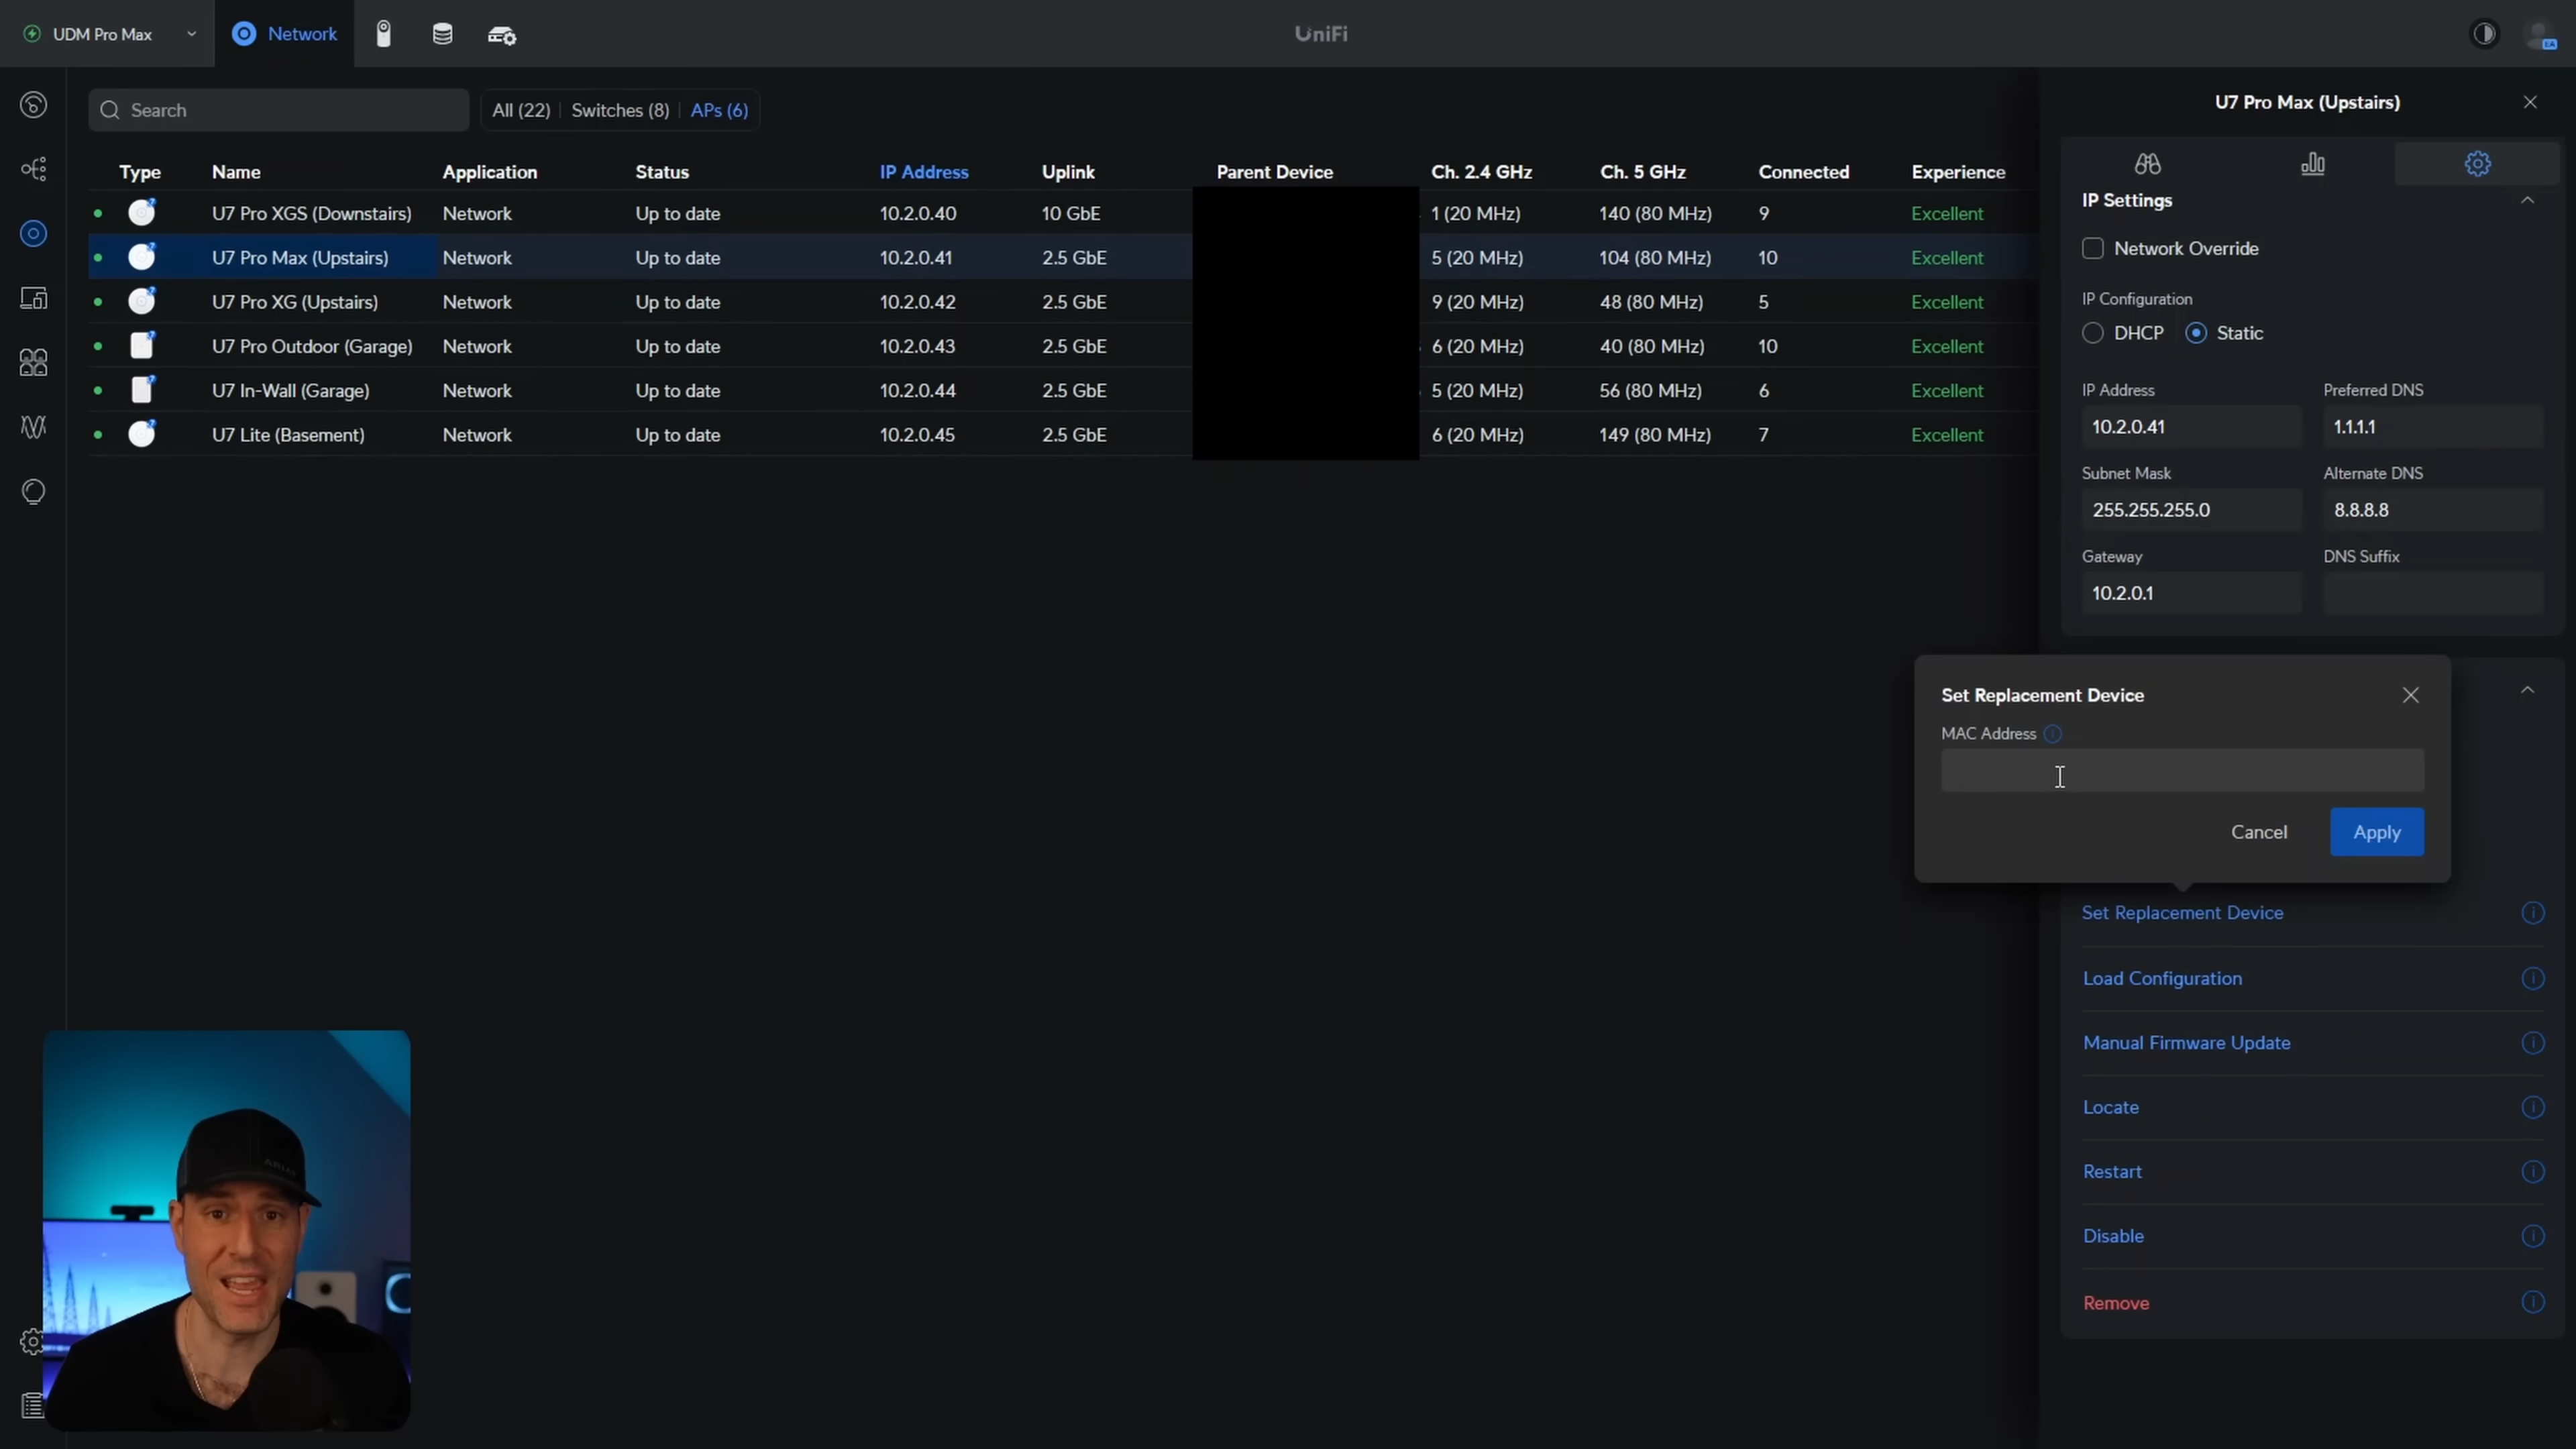 UDM Pro Max
Network
UniFi
Search
All (22) Switches (8) APs (6)
Type Name Application Status IP Address Uplink Parent Device Ch. 2.4 GHz Ch. 5 GHz Connected Experience
U7 Pro XGS (Downstairs) Network Up to date 10.2.0.40 10 GbE 1 (20 MHz) 140 (80 MHz) 9 Excellent
U7 Pro Max (Upstairs) Network Up to date 10.2.0.41 2.5 GbE 5 (20 MHz) 104 (80 MHz) 10 Excellent
U7 Pro XG (Upstairs) Network Up to date 10.2.0.42 2.5 GbE 9 (20 MHz) 48 (80 MHz) 5 Excellent
U7 Pro Outdoor (Garage) Network Up to date 10.2.0.43 2.5 GbE 6 (20 MHz) 40 (80 MHz) 10 Excellent
U7 In-Wall (Garage) Network Up to date 10.2.0.44 2.5 GbE 5 (20 MHz) 56 (80 MHz) 6 Excellent
U7 Lite (Basement) Network Up to date 10.2.0.45 2.5 GbE 6 (20 MHz) 149 (80 MHz) 7 Excellent
U7 Pro Max (Upstairs)
IP Settings
Network Override
IP Configuration
DHCP Static
IP Address Preferred DNS
10.2.0.41 1.1.1.1
Subnet Mask Alternate DNS
255.255.255.0 8.8.8.8
Gateway DNS Suffix
10.2.0.1
Set Replacement Device
MAC Address
Cancel Apply
Set Replacement Device
Load Configuration
Manual Firmware Update
Locate
Restart
Disable
Remove